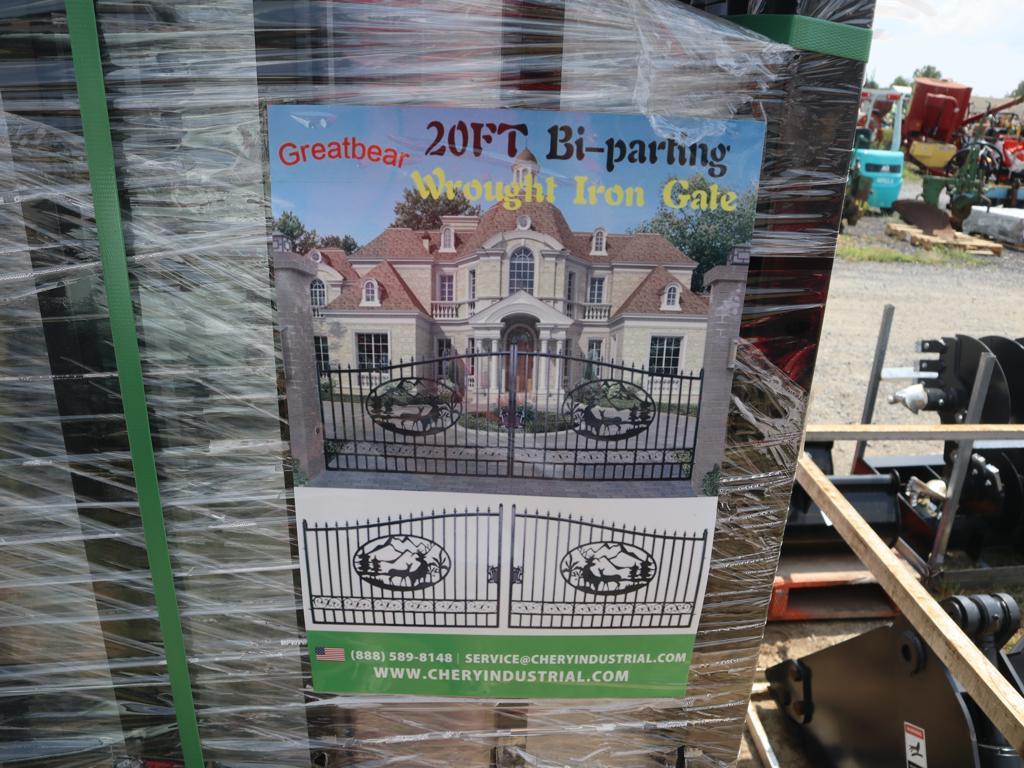 Greatbear
20FT Bi-parting
Wrought Iron Gate
(888) 589-8148 | SERVICE@CHERYINDUSTRIAL.COM
WWW.CHERYINDUSTRIAL.COM